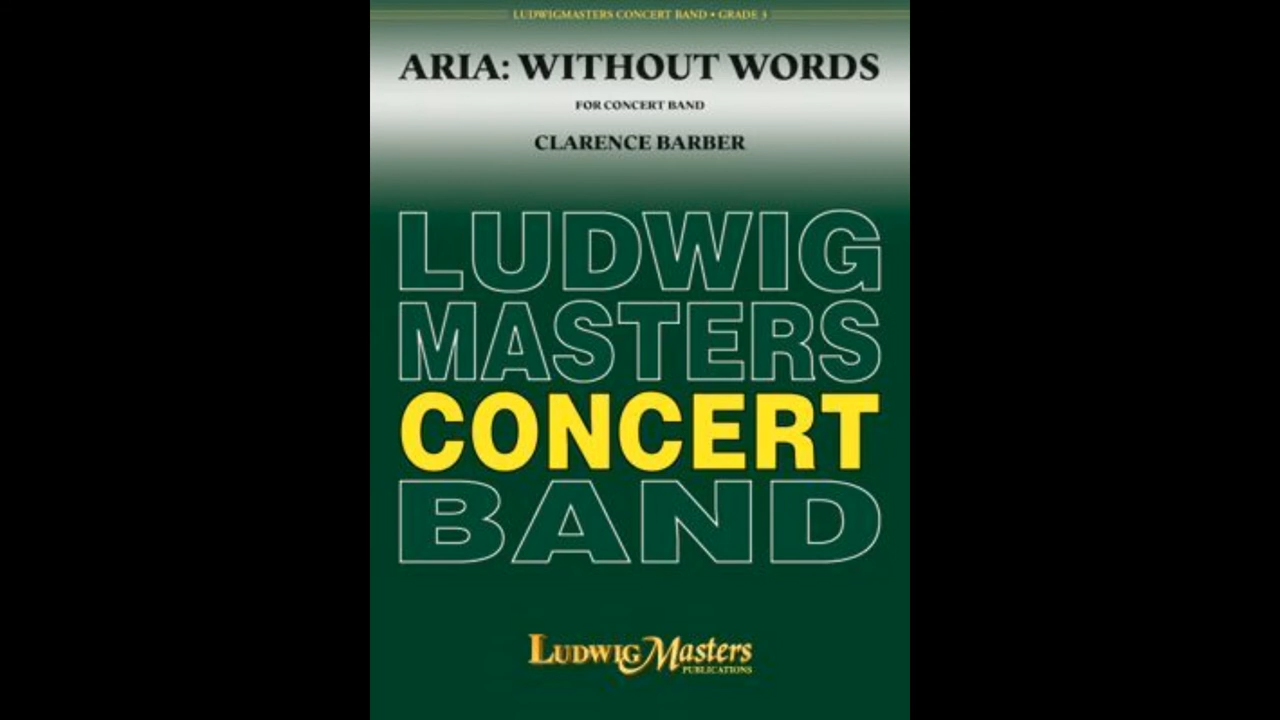 LUDWIGMASTERS CONCERT BAND • GRADE 3
ARIA: WITHOUT WORDS
FOR CONCERT BAND
CLARENCE BARBER
LUDWIG
MASTERS
CONCERT
BAND
LUDWIG Masters
PUBLICATIONS